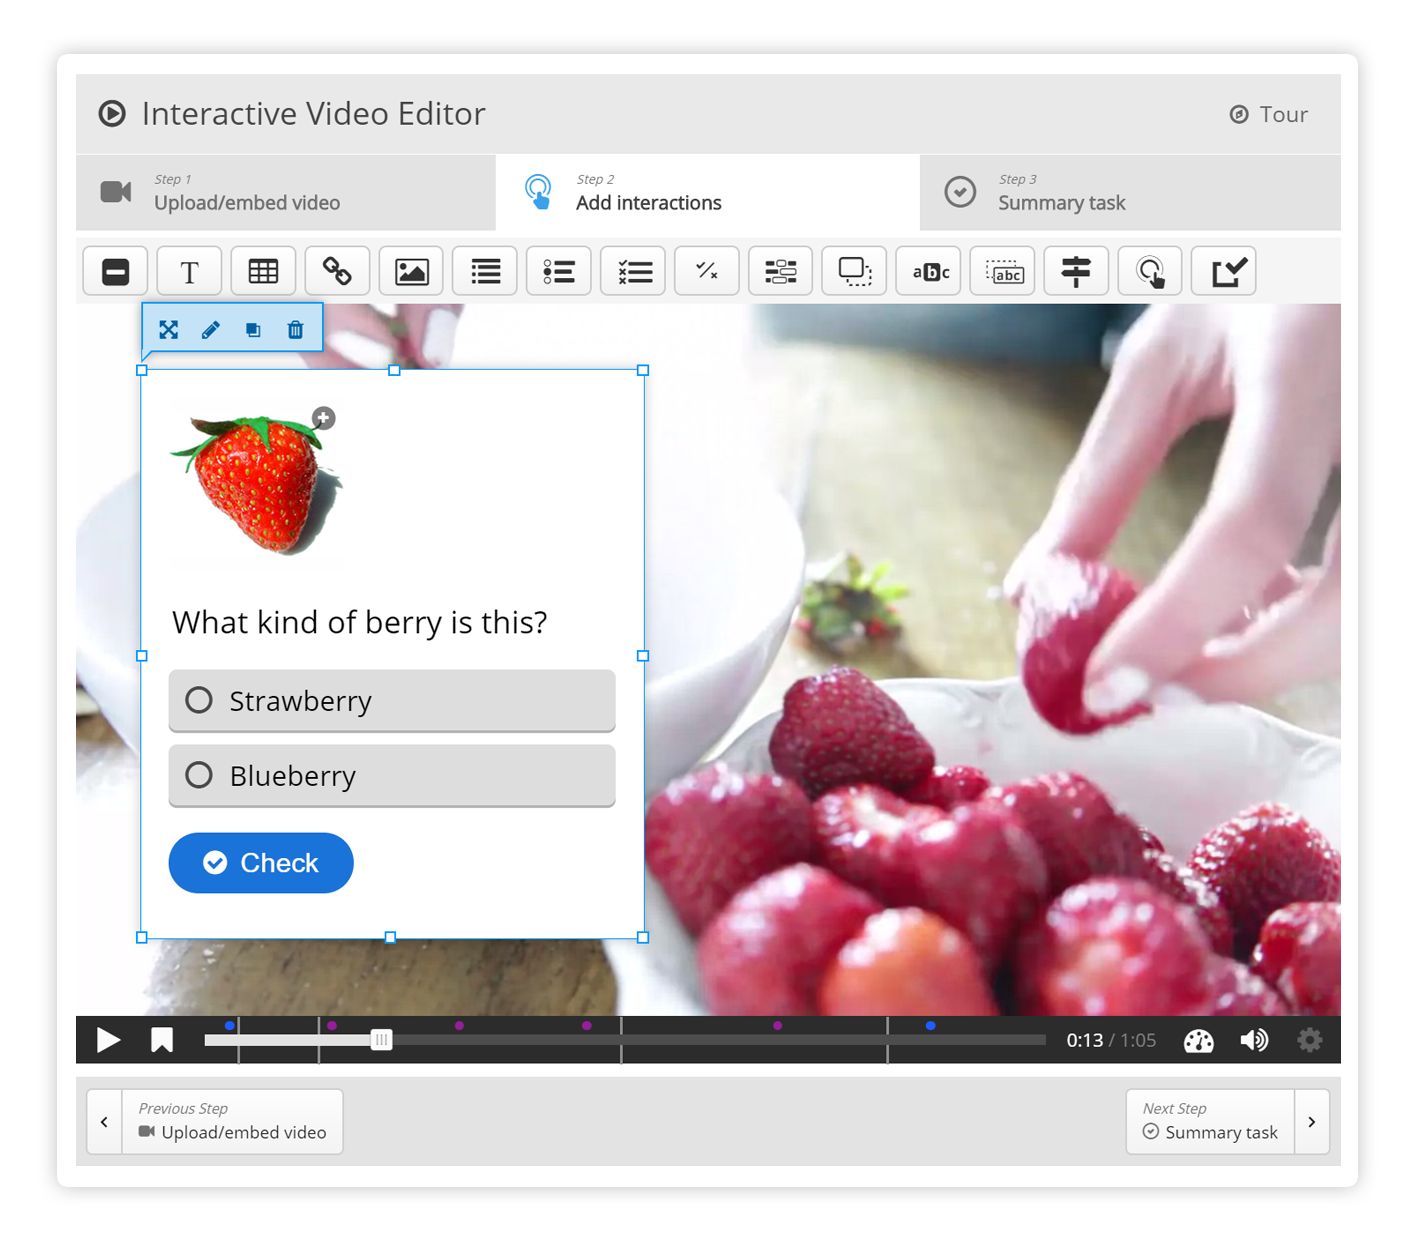 Interactive Video Editor
Tour
Step 1
Upload/embed video
Step 2
Add interactions
Step 3
Summary task
T
abc
abc
What kind of berry is this?
Strawberry
Blueberry
Check
0:13 / 1:05
Previous Step
Upload/embed video
Next Step
Summary task